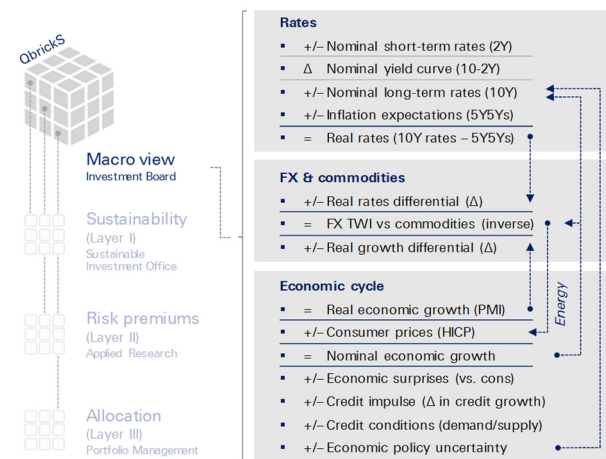 QbrickS
Macro view
Investment Board
Sustainability
(Layer I)
Sustainable
Investment Office
Risk premiums
(Layer II)
Applied Research
Allocation
(Layer III)
Portfolio Management
Rates
▪ +/– Nominal short-term rates (2Y)
▪ Δ Nominal yield curve (10-2Y)
▪ +/– Nominal long-term rates (10Y)
▪ +/– Inflation expectations (5Y5Ys)
▪ = Real rates (10Y rates – 5Y5Ys)
FX & commodities
▪ +/– Real rates differential (Δ)
▪ = FX TWI vs commodities (inverse)
▪ +/– Real growth differential (Δ)
Economic cycle
▪ = Real economic growth (PMI)
▪ +/– Consumer prices (HICP)
▪ = Nominal economic growth
▪ +/– Economic surprises (vs. cons)
▪ +/– Credit impulse (Δ in credit growth)
▪ +/– Credit conditions (demand/supply)
▪ +/– Economic policy uncertainty
Energy